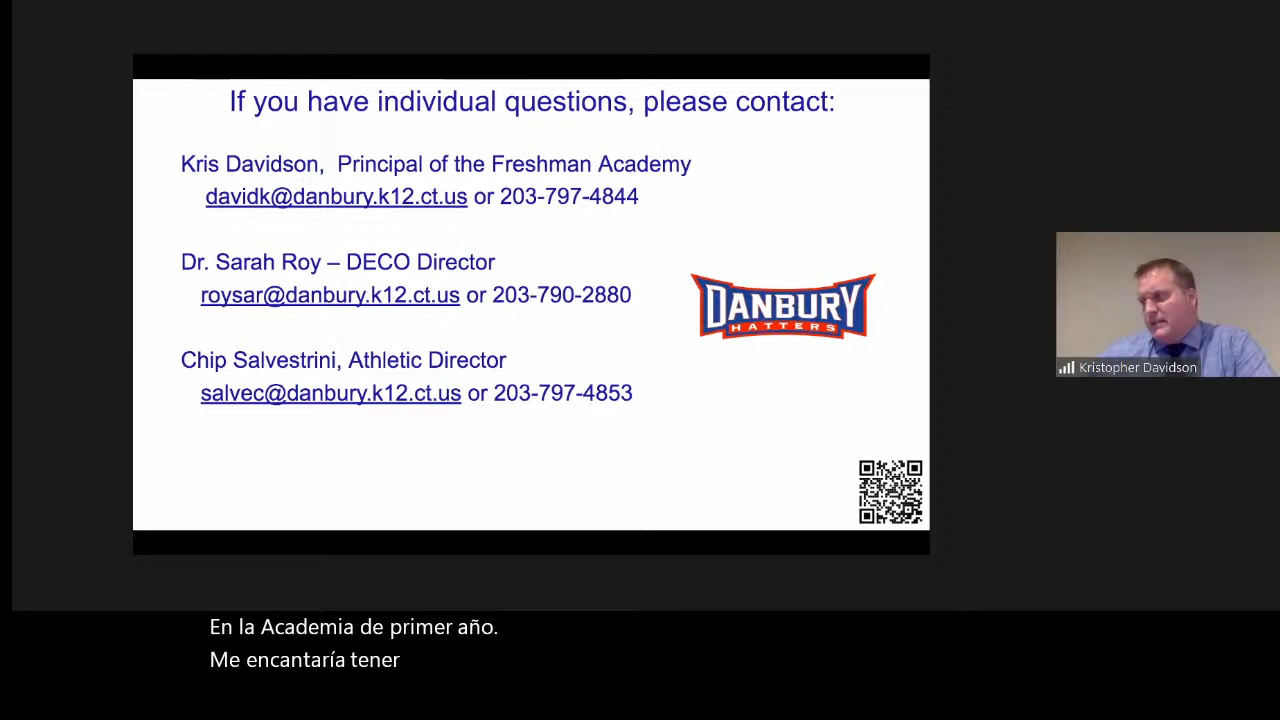 If you have individual questions, please contact:
Kris Davidson, Principal of the Freshman Academy
davidk@danbury.k12.ct.us or 203-797-4844
Dr. Sarah Roy – DECO Director
roysar@danbury.k12.ct.us or 203-790-2880
DANBURY
HATTERS
Chip Salvestrini, Athletic Director
salvec@danbury.k12.ct.us or 203-797-4853
Kristopher Davidson
En la Academia de primer año.
Me encantaría tener